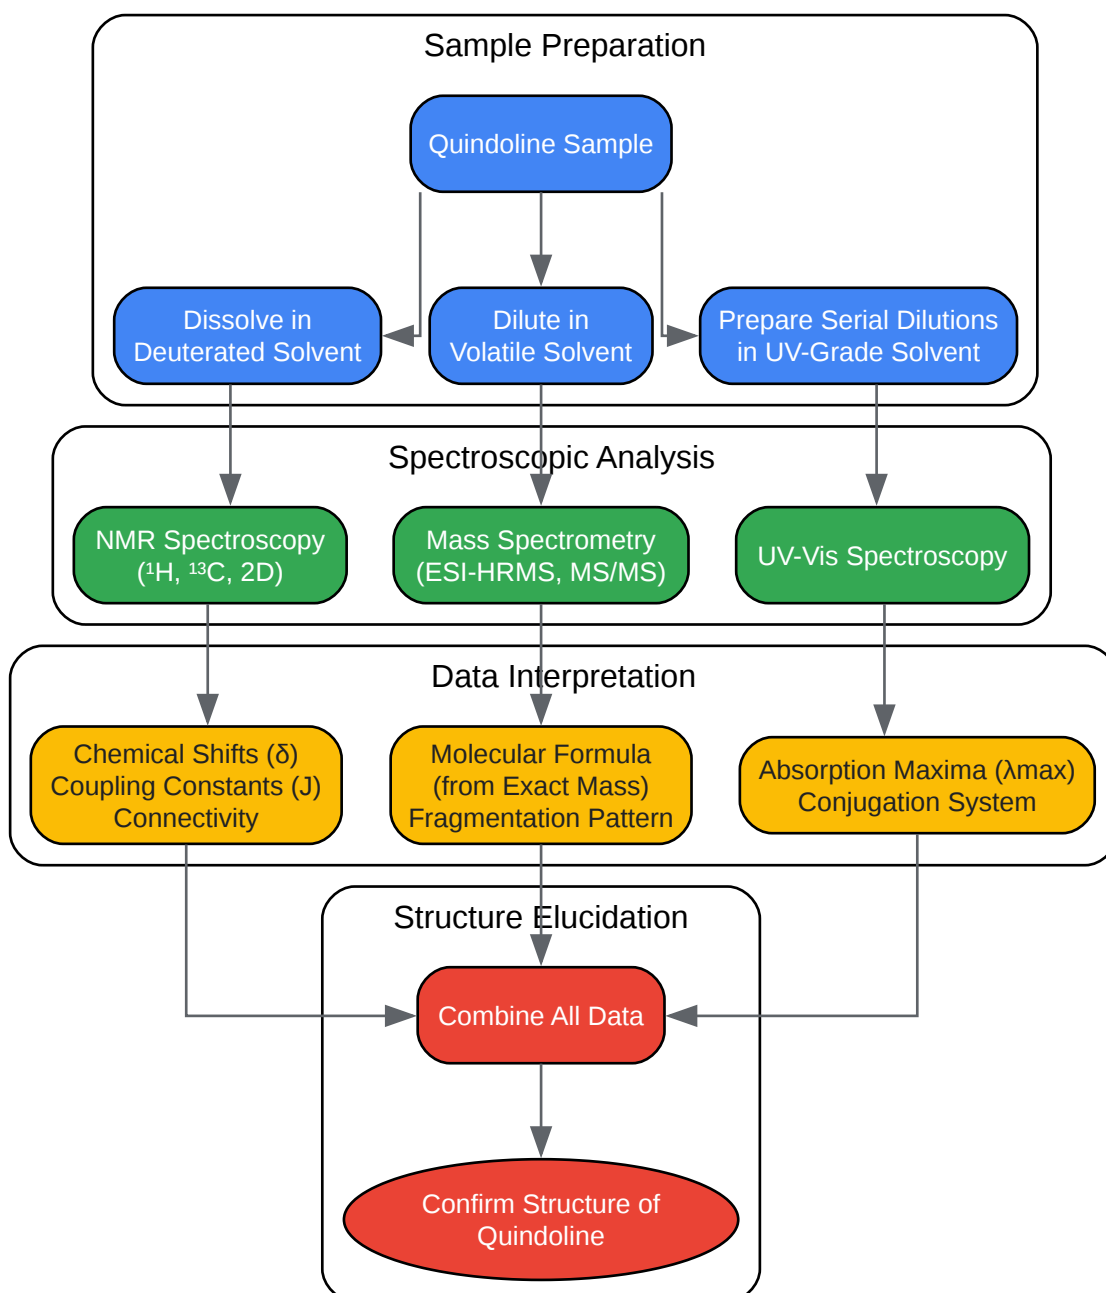 Sample Preparation
Quindoline Sample
Dissolve in
Deuterated Solvent
Dilute in
Volatile Solvent
Prepare Serial Dilutions
in UV-Grade Solvent
Spectroscopic Analysis
NMR Spectroscopy
(¹H, ¹³C, 2D)
Mass Spectrometry
(ESI-HRMS, MS/MS)
UV-Vis Spectroscopy
Data Interpretation
Chemical Shifts (δ)
Coupling Constants (J)
Connectivity
Molecular Formula
(from Exact Mass)
Fragmentation Pattern
Absorption Maxima (λmax)
Conjugation System
Structure Elucidation
Combine All Data
Confirm Structure of
Quindoline